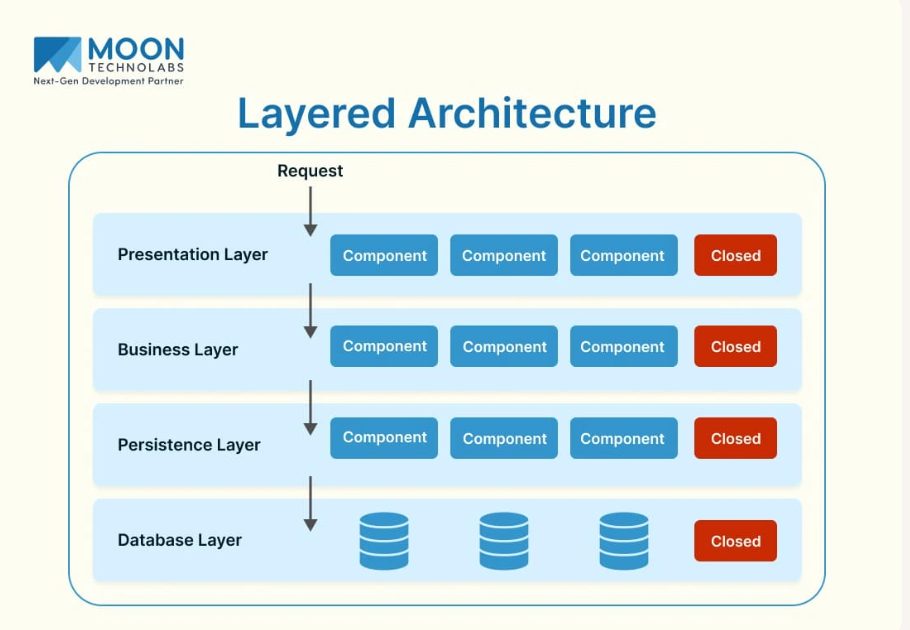 MOON
TECHNOLABS
Next-Gen Development Partner
Layered Architecture
Request
Presentation Layer Component Component Component Closed
Business Layer Component Component Component Closed
Persistence Layer Component Component Component Closed
Database Layer Closed